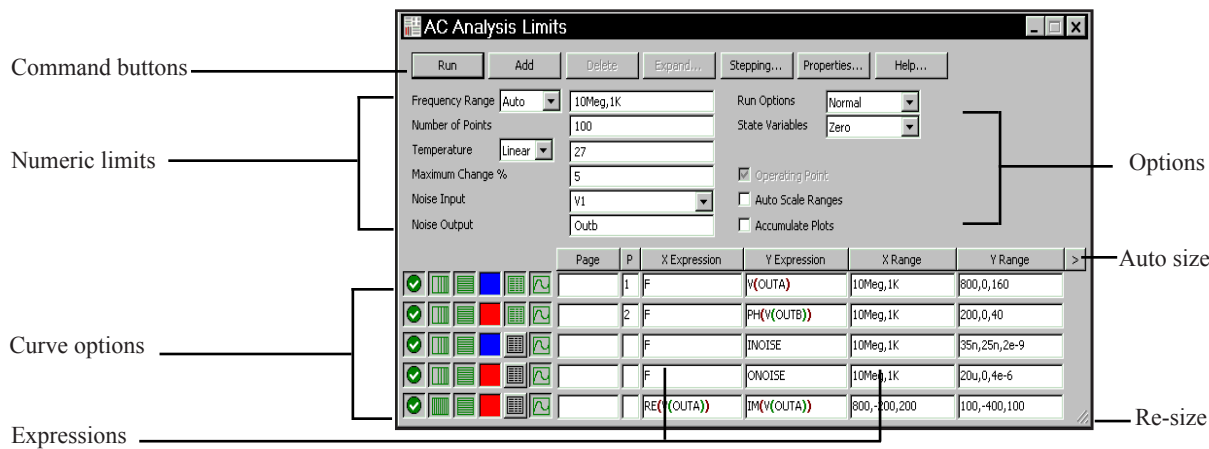 AC Analysis Limits
Command buttons
Run Add Delete Expand... Stepping... Properties... Help...
Frequency Range Auto 10Meg,1K Run Options Normal
Number of Points 100 State Variables Zero
Numeric limits
Temperature Linear 27
Options
Maximum Change % 5 Operating Point
Noise Input V1 Auto Scale Ranges
Noise Output Outb Accumulate Plots
Page P X Expression Y Expression X Range Y Range >
Auto size
1 F V(OUTA) 10Meg,1K 800,0,160
2 F PH(V(OUTB)) 10Meg,1K 200,0,40
Curve options
F INOISE 10Meg,1K 35n,25n,2e-9
F ONOISE 10Meg,1K 20u,0,4e-6
RE(V(OUTA)) IM(V(OUTA)) 800,-200,200 100,-400,100
Re-size
Expressions